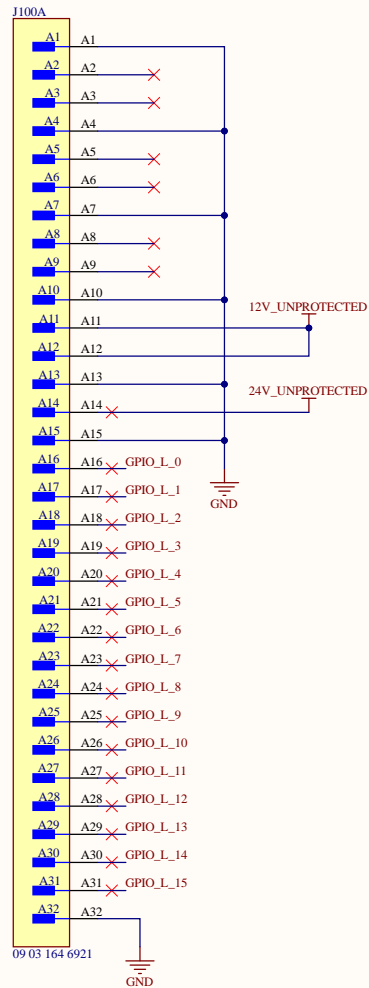 J100A
A1 A1
A2 A2
A3 A3
A4 A4
A5 A5
A6 A6
A7 A7
A8 A8
A9 A9
A10 A10
A11 A11 12V_UNPROTECTED
A12 A12
A13 A13
A14 A14 24V_UNPROTECTED
A15 A15
A16 A16 GPIO_L_0
GND
A17 A17 GPIO_L_1
A18 A18 GPIO_L_2
A19 A19 GPIO_L_3
A20 A20 GPIO_L_4
A21 A21 GPIO_L_5
A22 A22 GPIO_L_6
A23 A23 GPIO_L_7
A24 A24 GPIO_L_8
A25 A25 GPIO_L_9
A26 A26 GPIO_L_10
A27 A27 GPIO_L_11
A28 A28 GPIO_L_12
A29 A29 GPIO_L_13
A30 A30 GPIO_L_14
A31 A31 GPIO_L_15
A32 A32
09 03 164 6921
GND